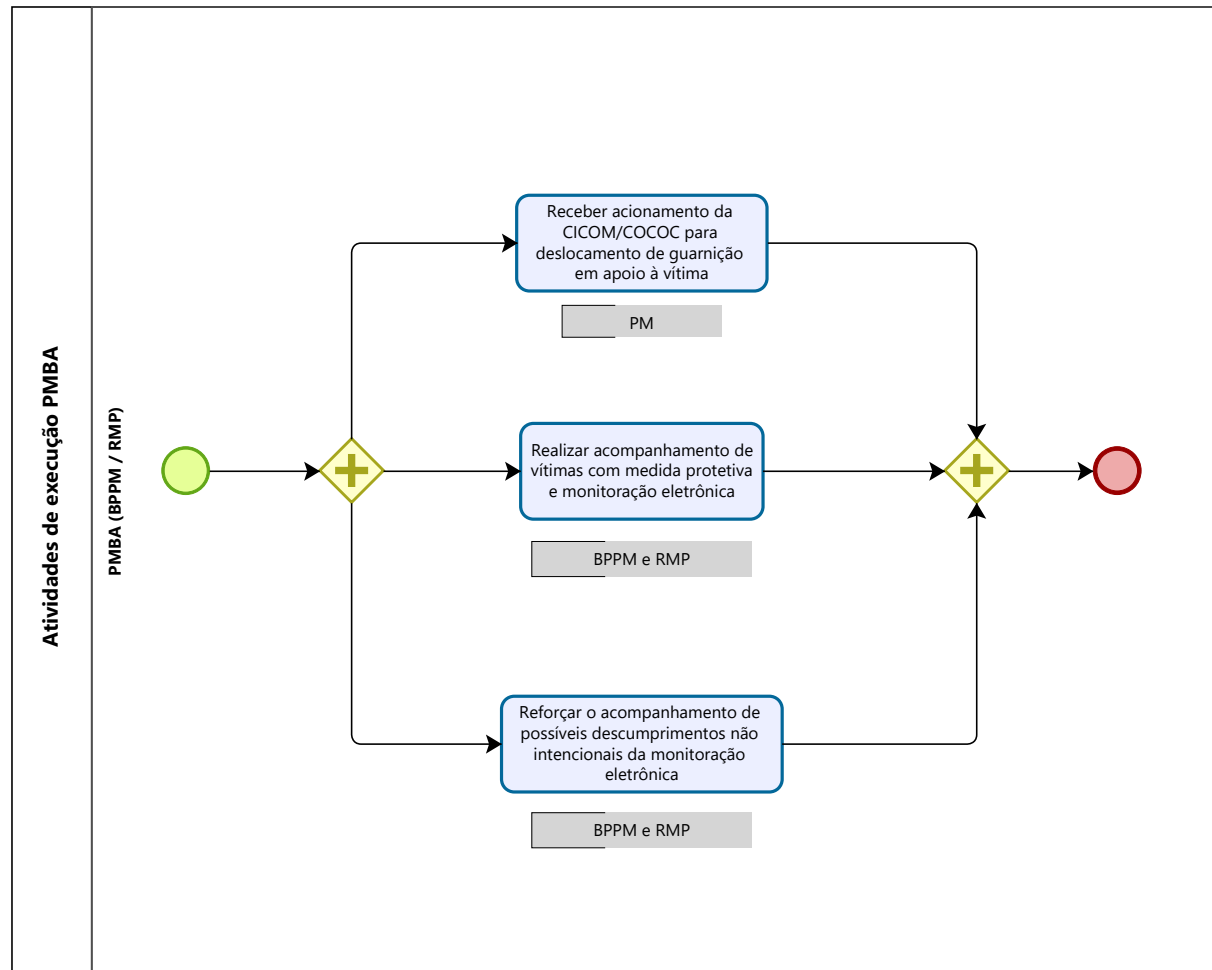 Atividades de execução PMBA
PMBA (BPPM / RMP)
Receber acionamento da
CICOM/COCOC para
deslocamento de guarnição
em apoio à vítima
PM
Realizar acompanhamento de
vítimas com medida protetiva
e monitoração eletrônica
BPPM e RMP
Reforçar o acompanhamento de
possíveis descumprimentos não
intencionais da monitoração
eletrônica
BPPM e RMP